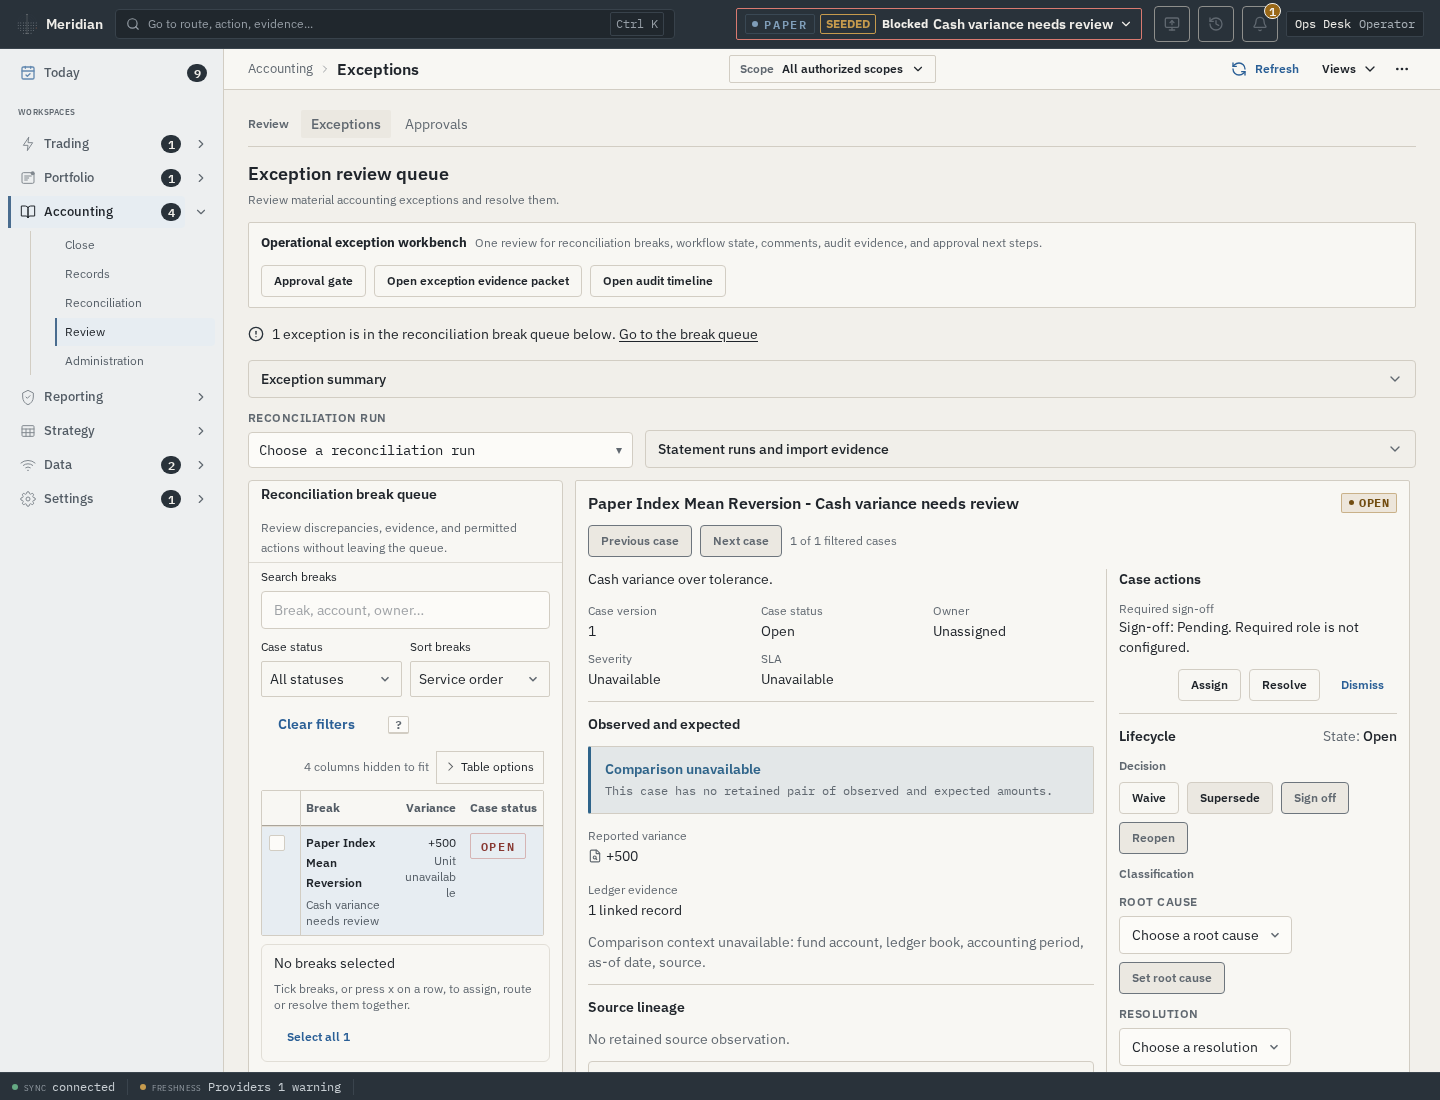 Meridian
Go to route, action, evidence...
Ctrl K
PAPER
SEEDED
Blocked Cash variance needs review
1
Ops Desk Operator
Today
9
WORKSPACES
Trading
1
Portfolio
1
Accounting
4
Close
Records
Reconciliation
Review
Administration
Reporting
Strategy
Data
2
Settings
1
Accounting
Exceptions
Scope All authorized scopes
Refresh
Views
Review
Exceptions
Approvals
Exception review queue
Review material accounting exceptions and resolve them.
Operational exception workbench One review for reconciliation breaks, workflow state, comments, audit evidence, and approval next steps.
Approval gate
Open exception evidence packet
Open audit timeline
1 exception is in the reconciliation break queue below. Go to the break queue
Exception summary
RECONCILIATION RUN
Choose a reconciliation run
Statement runs and import evidence
Reconciliation break queue
Review discrepancies, evidence, and permitted
actions without leaving the queue.
Search breaks
Break, account, owner...
Case status
Sort breaks
All statuses
Service order
Clear filters
?
4 columns hidden to fit
Table options
Break
Variance
Case status
Paper Index
Mean
Reversion
Cash variance
needs review
+500
Unit
unavailab
le
OPEN
No breaks selected
Tick breaks, or press x on a row, to assign, route
or resolve them together.
Select all 1
Paper Index Mean Reversion - Cash variance needs review
OPEN
Previous case
Next case
1 of 1 filtered cases
Cash variance over tolerance.
Case version
1
Case status
Open
Owner
Unassigned
Severity
Unavailable
SLA
Unavailable
Observed and expected
Comparison unavailable
This case has no retained pair of observed and expected amounts.
Reported variance
+500
Ledger evidence
1 linked record
Comparison context unavailable: fund account, ledger book, accounting period,
as-of date, source.
Source lineage
No retained source observation.
Case actions
Required sign-off
Sign-off: Pending. Required role is not
configured.
Assign
Resolve
Dismiss
Lifecycle
State: Open
Decision
Waive
Supersede
Sign off
Reopen
Classification
ROOT CAUSE
Choose a root cause
Set root cause
RESOLUTION
Choose a resolution
SYNC connected
FRESHNESS Providers 1 warning